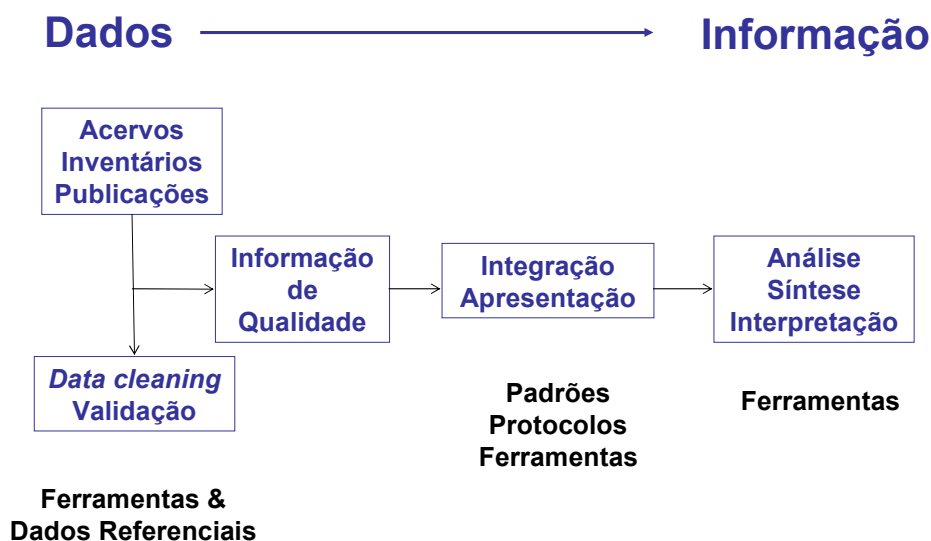 Dados
Informação
Acervos
Inventários
Publicações
Informação
de
Qualidade
Integração
Apresentação
Análise
Síntese
Interpretação
Data cleaning
Validação
Padrões
Protocolos
Ferramentas
Ferramentas
Ferramentas &
Dados Referenciais